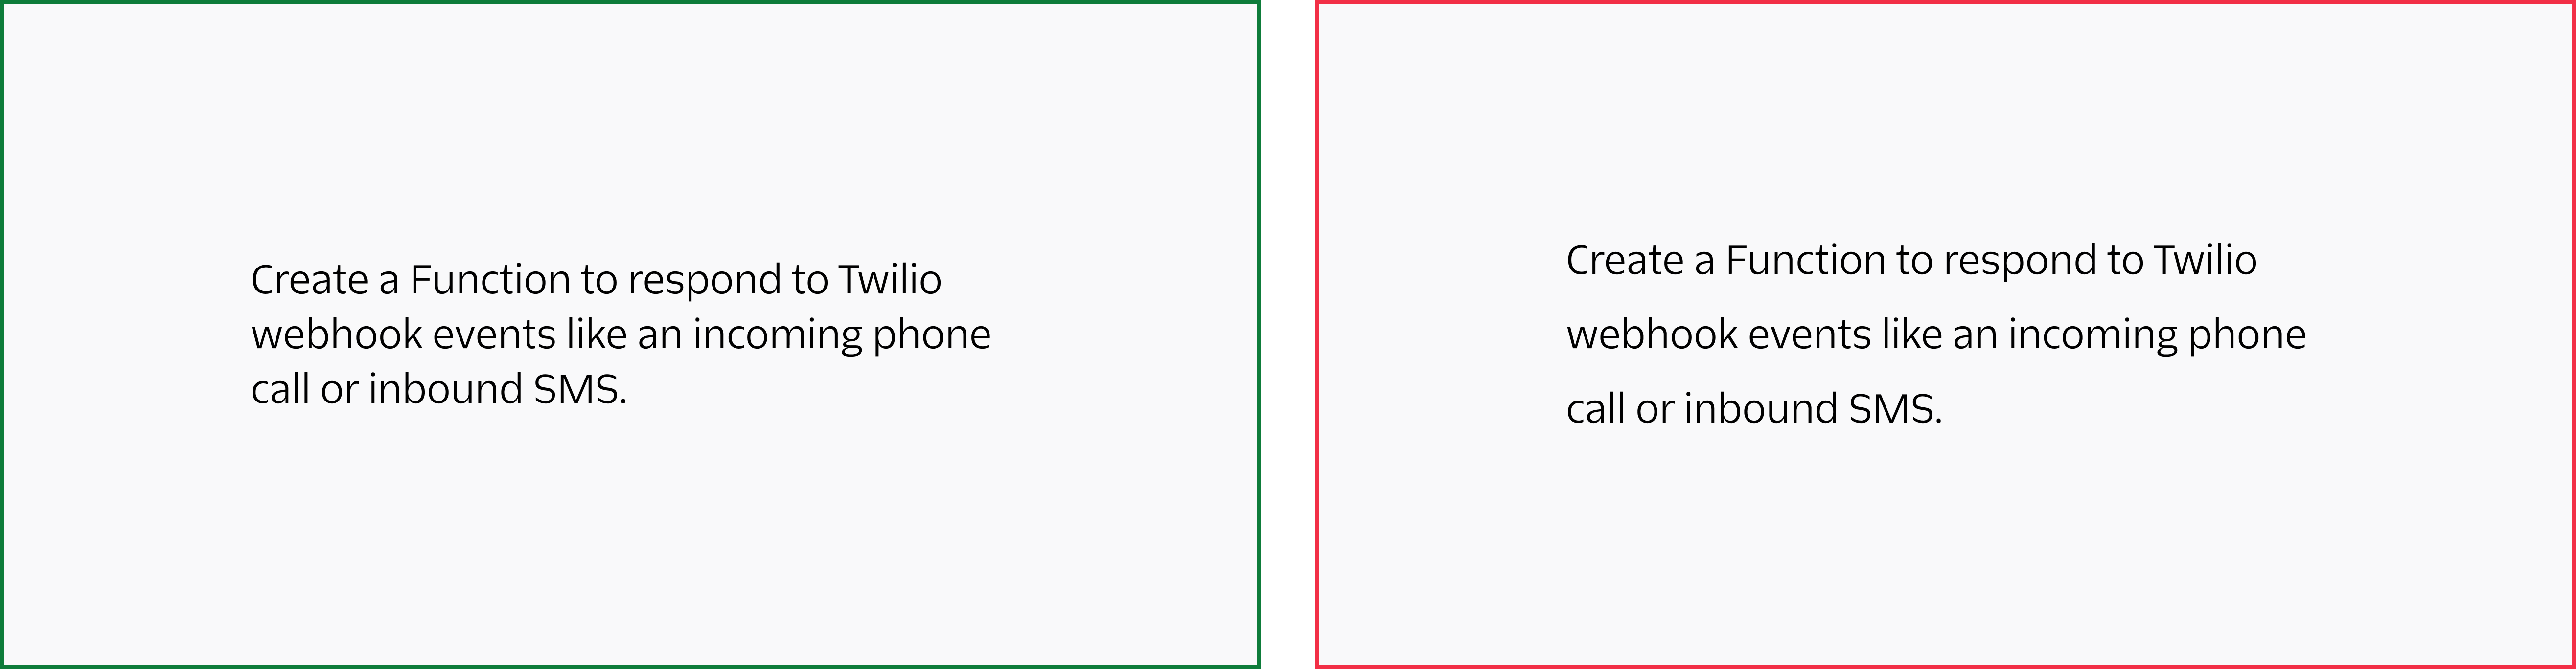 Create a Function to respond to Twilio
webhook events like an incoming phone
call or inbound SMS.
Create a Function to respond to Twilio
webhook events like an incoming phone
call or inbound SMS.